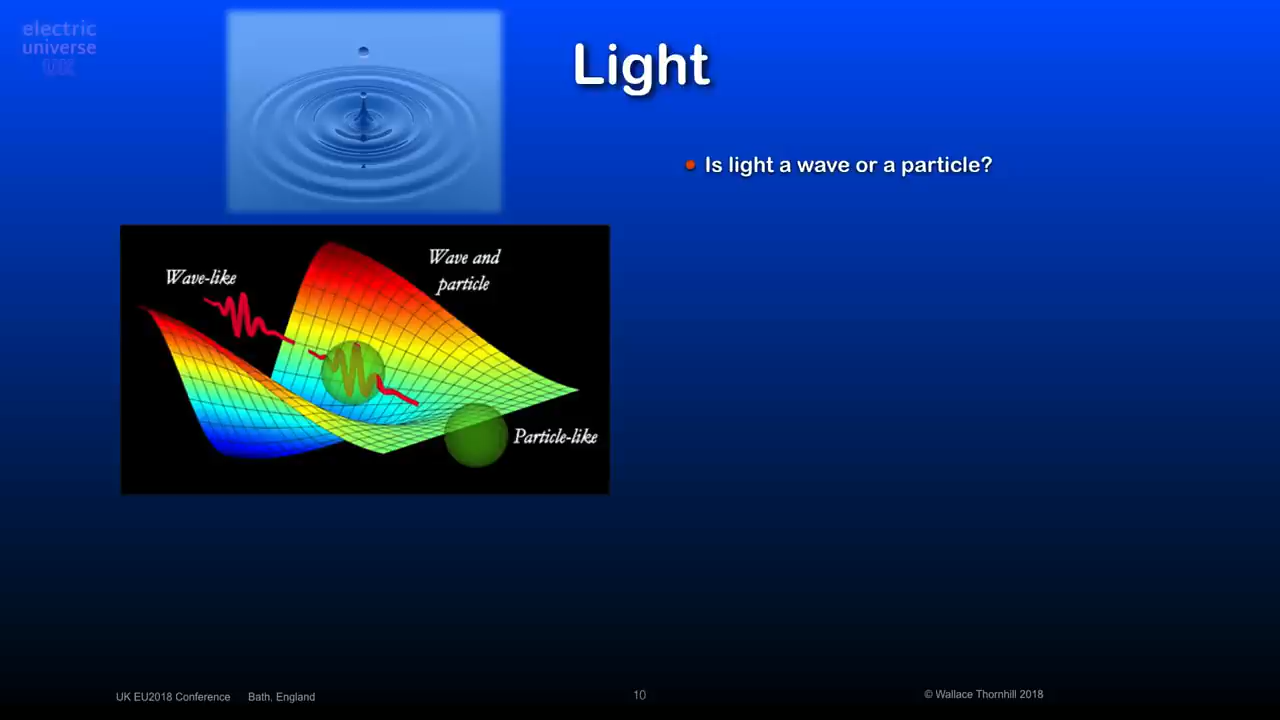 electric
universe
UK
Light
• Is light a wave or a particle?
Wave-like
Wave and
particle
Particle-like
UK EU2018 Conference Bath, England
10
© Wallace Thornhill 2018